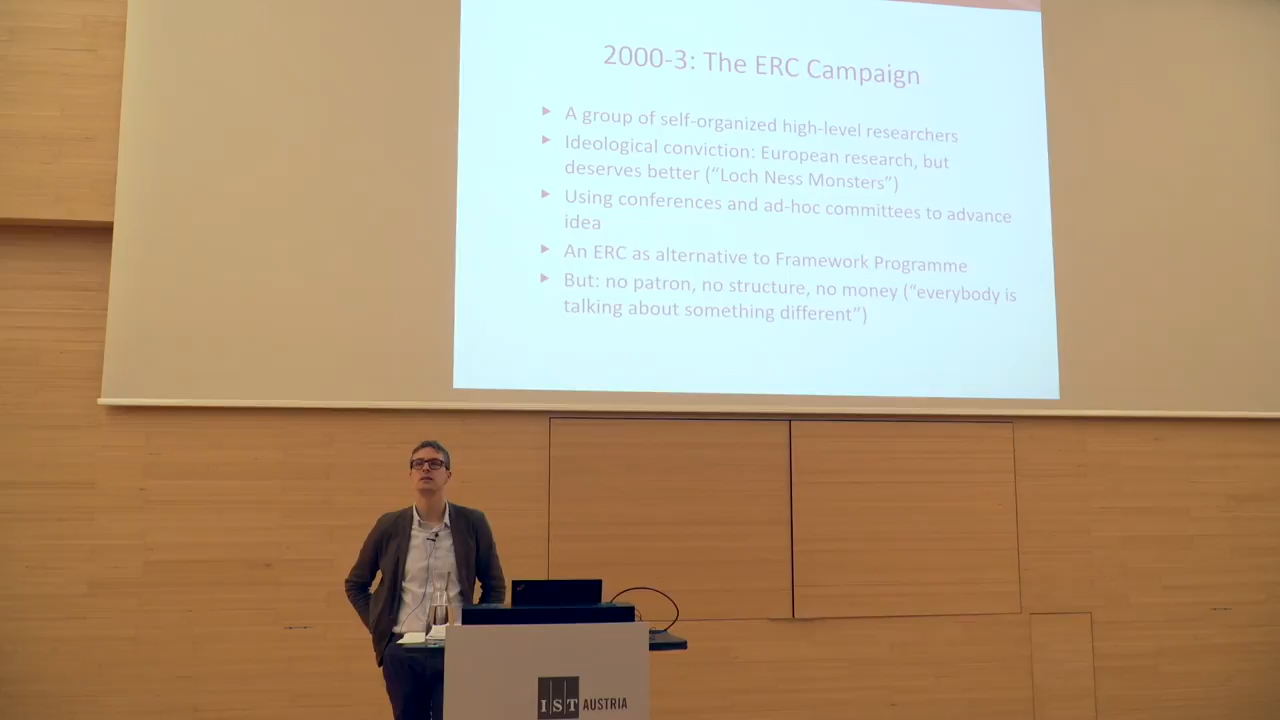 2000-3: The ERC Campaign
A group of self-organized high-level researchers
Ideological conviction: European research, but
deserves better (“Loch Ness Monsters”)
Using conferences and ad-hoc committees to advance
idea
An ERC as alternative to Framework Programme
But: no patron, no structure, no money (“everybody is
talking about something different”)
IST AUSTRIA